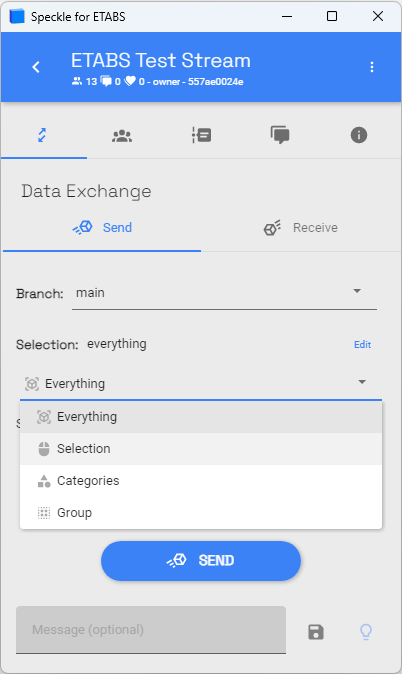 Speckle for ETABS
ETABS Test Stream
13 0 0 - owner - 557ae0024e
Data Exchange
Send Receive
Branch: main
Selection: everything Edit
Everything
Everything
Selection
Categories
Group
SEND
Message (optional)